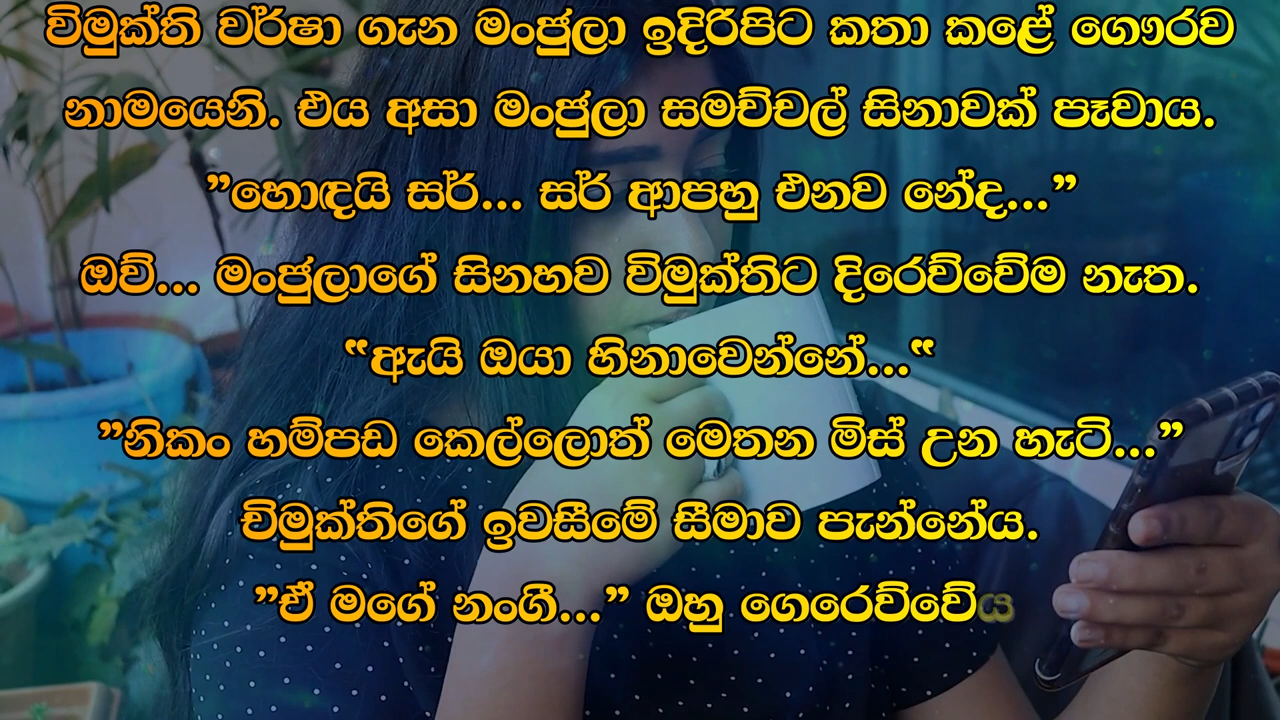 විමුක්ති වර්ෂා ගැන මංජුලා ඉදිරිපිට කතා කළේ ගෞරව
නාමයෙනි. එය අසා මංජුලා සමච්චල් සිනාවක් පෑවාය.
”හොඳයි සර්... සර් ආපහු එනව නේද...”
ඔව්... මංජුලාගේ සිනහව විමුක්තිට දිරෙව්වේම නැත.
“ඇයි ඔයා හිනාවෙන්නේ...“
”නිකං හම්පඩ කෙල්ලොත් මෙතන මිස් උන හැටි...”
විමුක්තිගේ ඉවසීමේ සීමාව පැන්නේය.
”ඒ මගේ නංගී...” ඔහු ගෙරෙව්වේය